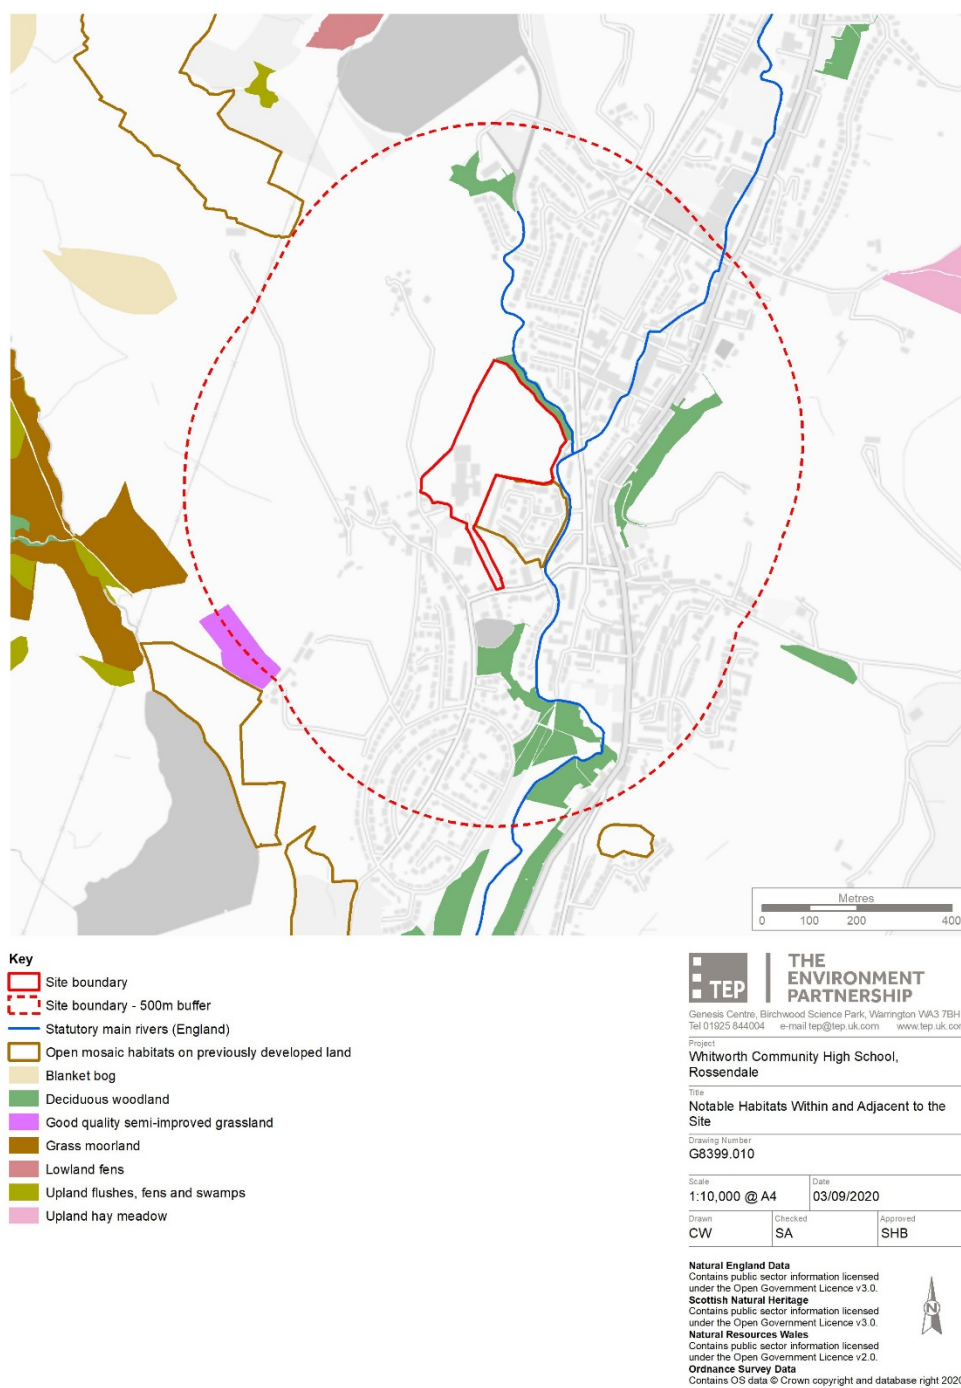 Metres
0 100 200 400
Key
Site boundary
Site boundary - 500m buffer
Statutory main rivers (England)
Open mosaic habitats on previously developed land
Blanket bog
Deciduous woodland
Good quality semi-improved grassland
Grass moorland
Lowland fens
Upland flushes, fens and swamps
Upland hay meadow
TEP
THE
ENVIRONMENT
PARTNERSHIP
Genesis Centre, Birchwood Science Park, Warrington WA3 7BH
Tel 01925 844004 e-mail tep@tep.uk.com www.tep.uk.com
Project
Whitworth Community High School,
Rossendale
Title
Notable Habitats Within and Adjacent to the
Site
Drawing Number
G8399.010
Scale
1:10,000 @ A4
Date
03/09/2020
Drawn
CW
Checked
SA
Approved
SHB
Natural England Data
Contains public sector information licensed
under the Open Government Licence v3.0.
Scottish Natural Heritage
Contains public sector information licensed
under the Open Government Licence v3.0.
Natural Resources Wales
Contains public sector information licensed
under the Open Government Licence v2.0.
Ordnance Survey Data
Contains OS data © Crown copyright and database right 2020
N